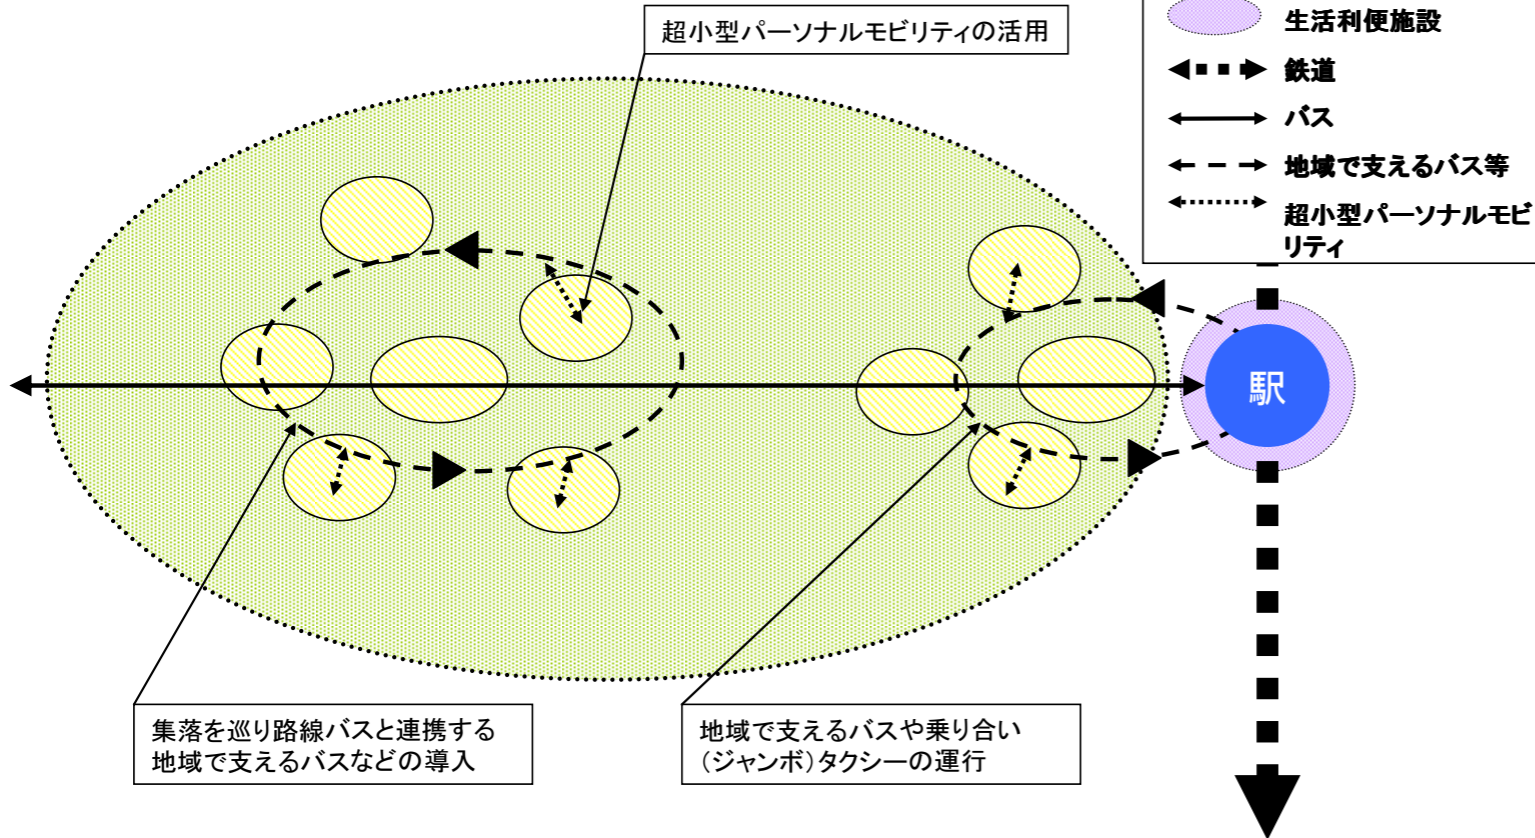 超小型パーソナルモビリティの活用
生活利便施設
鉄道
バス
地域で支えるバス等
超小型パーソナルモビ
リティ
駅
集落を巡り路線バスと連携する
地域で支えるバスなどの導入
地域で支えるバスや乗り合い
(ジャンボ)タクシーの運行